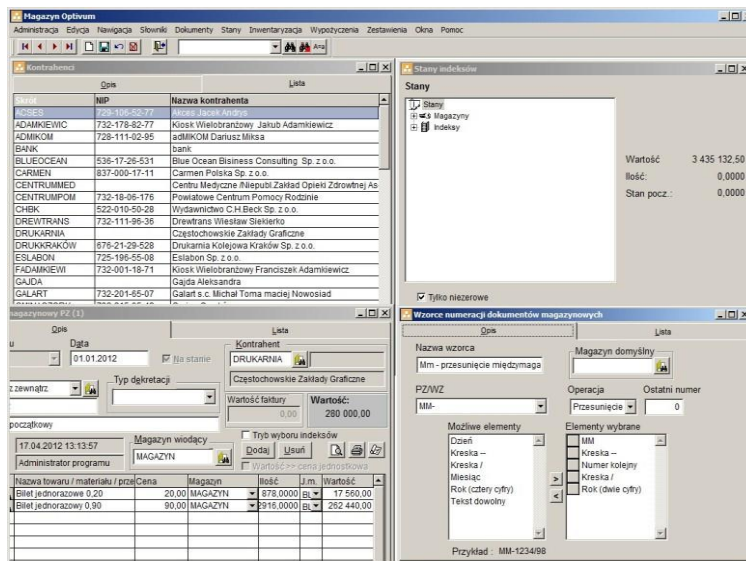 Magazyn Optivum
Administracja Edycja Nawigacja Słowniki Dokumenty Stany Inwentaryzacja Wypożyczenia Zestawienia Okna Pomoc
Kontrahenci
Opis Lista
Skrót NIP Nazwa kontrahenta
ACSES 729-106-52-77 Akces Jacek Andrys
ADAMKIEWIC 732-178-82-77 Kiosk Wielobranżowy Jakub Adamkiewicz
ADMIKOM 728-111-02-95 adMIKOM Dariusz Miksa
BANK bank
BLUEOCEAN 536-17-26-531 Blue Ocean Bisiness Consulting Sp. z o.o.
CARMEN 837-000-17-11 Carmen Polska Sp. z o.o.
CENTRUMMED Centru Medyczne /Niepubl.Zakład Opieki Zdrowtnej As
CENTRUMPOM 732-18-06-176 Powiatowe Centrum Pomocy Rodzinie
CHBK 522-010-50-28 Wydawnictwo C.H.Beck Sp. z o.o.
DREWTRANS 732-111-96-36 Drewtrans Wiesław Siekierko
DRUKARNIA Częstochowskie Zakłady Graficzne
DRUKKRAKÓW 676-21-29-528 Drukarnia Kolejowa Kraków Sp. z o.o.
ESLABON 725-196-55-08 Eslabon Sp. z o.o.
FADAMKIEWI 732-001-18-71 Kiosk Wielobranżowy Franciszek Adamkiewicz
GAJDA Gajda Aleksandra
GALART 732-201-65-07 Galart s.c. Michał Toma maciej Nowosiad
Stany indeksów
Stany
Stany
Magazyny
Indeksy
Wartość 3 435 132,50
Ilość: 0,0000
Stan pocz.: 0,0000
Tylko niezerowe
magazynowy PZ (1)
Opis Lista
u Data Kontrahent
01.01.2012 Na stanie DRUKARNIA
z zewnątrz Typ dekretacji Częstochowskie Zakłady Graficzne
Wartość faktury Wartość:
0,00 280 000,00
początkowy
17.04.2012 13:13:57 Magazyn wiodący Tryb wyboru indeksów
Administrator programu MAGAZYN Dodaj Usuń
Wartość >> cena jednostkowa
Nazwa towaru / materiału / prze Cena Magazyn Ilość J.m. Wartość
Bilet jednorazowe 0,20 20,00 MAGAZYN 878,0000 BL 17 560,00
Bilet jednorazowy 0,90 90,00 MAGAZYN 2916,0000 BL 262 440,00
Wzorce numeracji dokumentów magazynowych
Opis Lista
Nazwa wzorca Magazyn domyślny
Mm - przesunięcie międzymaga
PZ/WZ Operacja Ostatni numer
MM- Przesunięcie 0
Możliwe elementy Elementy wybrane
Dzień MM
Kreska -- Kreska --
Kreska / Numer kolejny
Miesiąc Kreska /
Rok (cztery cyfry) Rok (dwie cyfry)
Tekst dowolny
>
<
Przykład : MM-1234/98